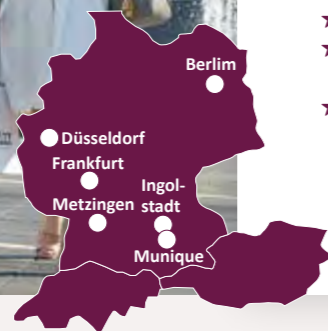 Berlim
Düsseldorf
Frankfurt
Metzingen
Ingol-
stadt
Munique